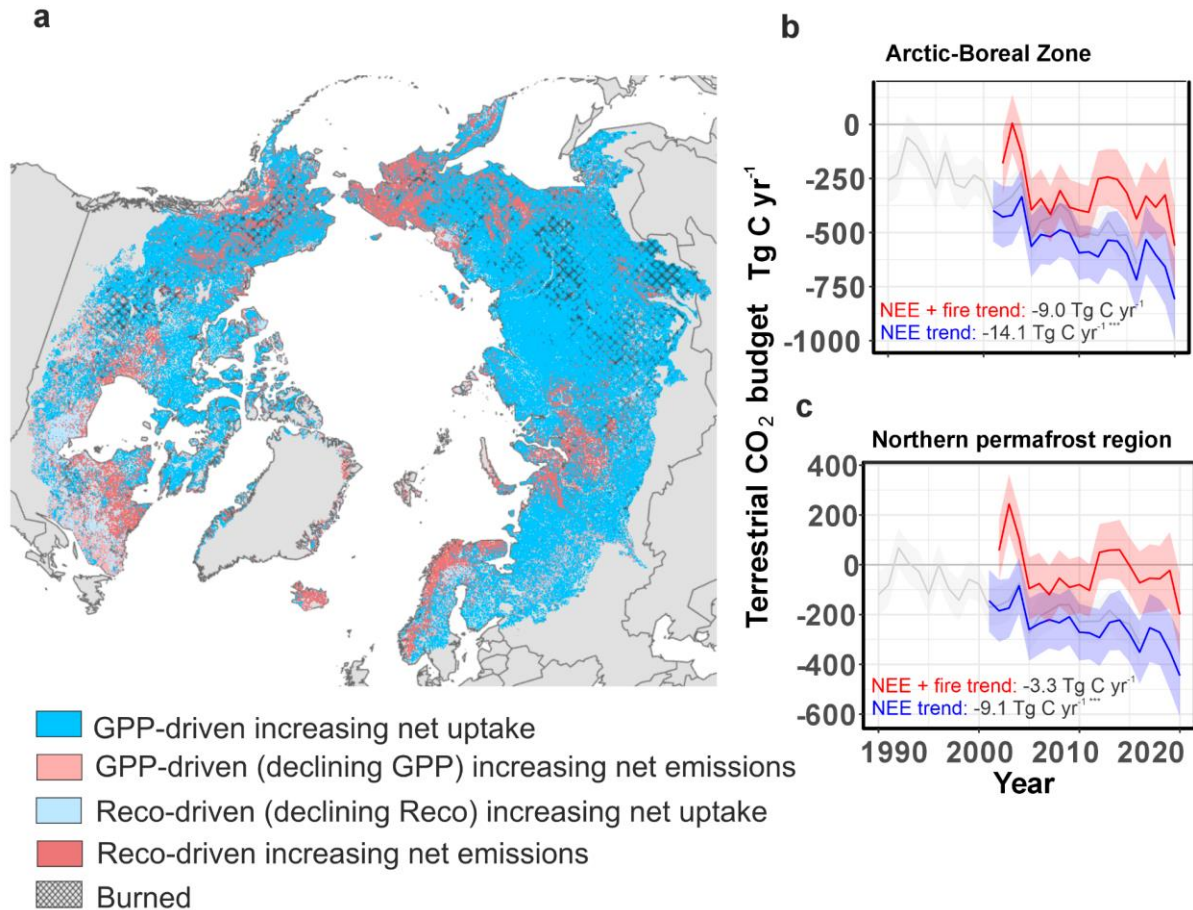 a
b
Arctic-Boreal Zone
0
-250
-500
-750
-1000
NEE + fire trend: -9.0 Tg C yr⁻¹
NEE trend: -14.1 Tg C yr⁻¹ ***
Terrestrial CO₂ budget Tg C yr⁻¹
c
Northern permafrost region
400
200
0
-200
-400
-600
NEE + fire trend: -3.3 Tg C yr⁻¹
NEE trend: -9.1 Tg C yr⁻¹ ***
1990 2000 2010 2020
Year
GPP-driven increasing net uptake
GPP-driven (declining GPP) increasing net emissions
Reco-driven (declining Reco) increasing net uptake
Reco-driven increasing net emissions
Burned